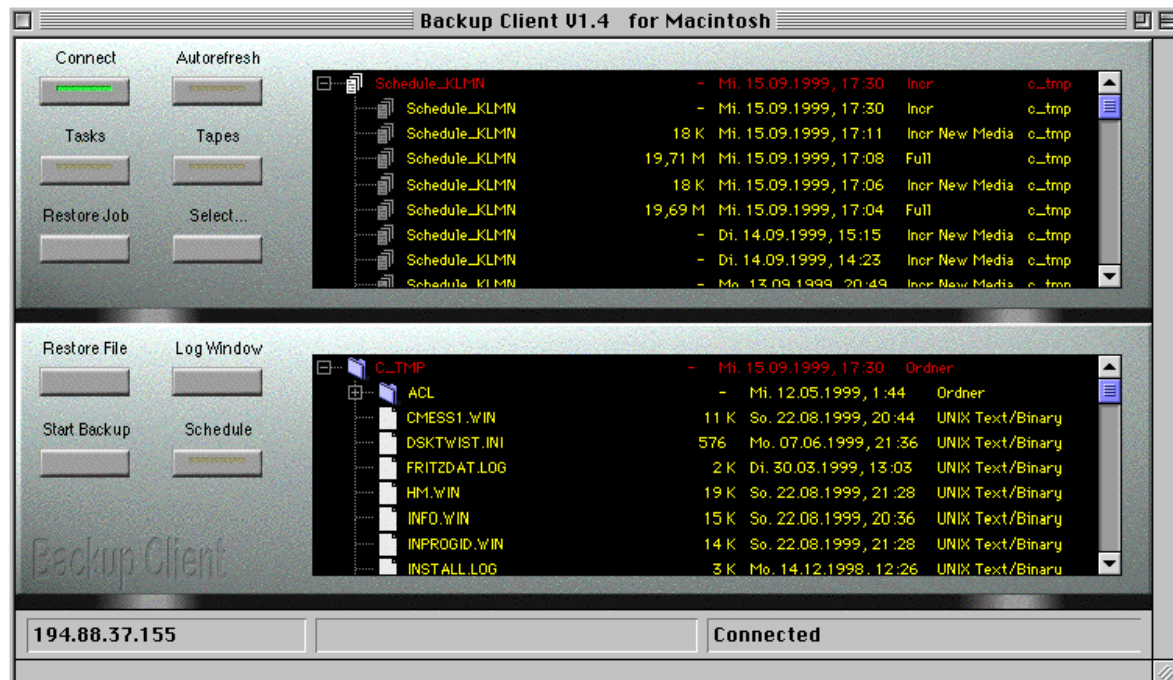 Backup Client V1.4 for Macintosh
Connect Autorefresh
Tasks Tapes
Restore Job Select...
Schedule_KLMN - Mi. 15.09.1999, 17:30 Incr c_tmp
Schedule_KLMN - Mi. 15.09.1999, 17:30 Incr c_tmp
Schedule_KLMN 18 K Mi. 15.09.1999, 17:11 Incr New Media c_tmp
Schedule_KLMN 19,71 M Mi. 15.09.1999, 17:08 Full c_tmp
Schedule_KLMN 18 K Mi. 15.09.1999, 17:06 Incr New Media c_tmp
Schedule_KLMN 19,69 M Mi. 15.09.1999, 17:04 Full c_tmp
Schedule_KLMN - Di. 14.09.1999, 15:15 Incr New Media c_tmp
Schedule_KLMN - Di. 14.09.1999, 14:23 Incr New Media c_tmp
Schedule_KLMN - Mo. 13.09.1999, 20:49 Incr New Media c_tmp
Restore File Log Window
Start Backup Schedule
Backup Client
C_TMP - Mi. 15.09.1999, 17:30 Ordner
ACL - Mi. 12.05.1999, 1:44 Ordner
CMESS1.WIN 11 K So. 22.08.1999, 20:44 UNIX Text/Binary
DSKTWIST.INI 576 Mo. 07.06.1999, 21:36 UNIX Text/Binary
FRITZDAT.LOG 2 K Di. 30.03.1999, 13:03 UNIX Text/Binary
HM.WIN 19 K So. 22.08.1999, 21:28 UNIX Text/Binary
INFO.WIN 15 K So. 22.08.1999, 20:36 UNIX Text/Binary
INPROGID.WIN 14 K So. 22.08.1999, 21:28 UNIX Text/Binary
INSTALL.LOG 3 K Mo. 14.12.1998, 12:26 UNIX Text/Binary
194.88.37.155 Connected